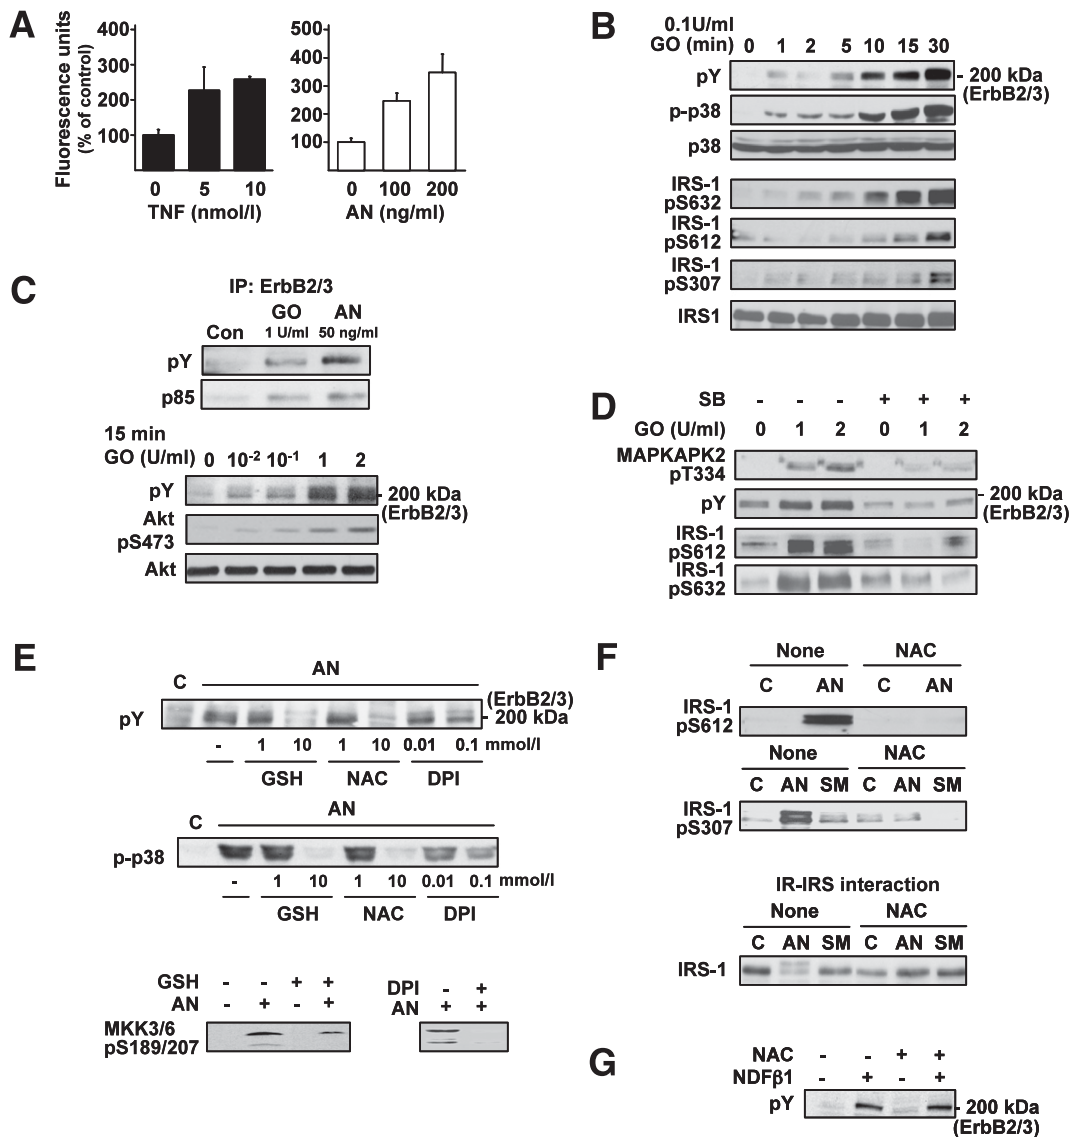 A
Fluorescence units
(% of control)
400
300
200
100
0 5 10
TNF (nmol/l)
500
400
300
200
100
0 100 200
AN (ng/ml)
B
0.1U/ml
GO (min) 0 1 2 5 10 15 30
pY
- 200 kDa
(ErbB2/3)
p-p38
p38
IRS-1
pS632
IRS-1
pS612
IRS-1
pS307
IRS1
C
IP: ErbB2/3
GO AN
Con 1 U/ml 50 ng/ml
pY
p85
15 min
GO (U/ml) 0 10⁻² 10⁻¹ 1 2
pY
- 200 kDa
(ErbB2/3)
Akt
pS473
Akt
D
SB - - - + + +
GO (U/ml) 0 1 2 0 1 2
MAPKAPK2
pT334
pY
- 200 kDa
(ErbB2/3)
IRS-1
pS612
IRS-1
pS632
E
AN
C
(ErbB2/3)
pY
- 200 kDa
- 1 10 1 10 0.01 0.1 mmol/l
GSH NAC DPI
AN
C
p-p38
- 1 10 1 10 0.01 0.1 mmol/l
GSH NAC DPI
GSH - - + +
AN - + - +
MKK3/6
pS189/207
DPI - +
AN + +
F
None NAC
C AN C AN
IRS-1
pS612
None NAC
C AN SM C AN SM
IRS-1
pS307
IR-IRS interaction
None NAC
C AN SM C AN SM
IRS-1
G
NAC - - + +
NDFβ1 - + - +
pY
- 200 kDa
(ErbB2/3)